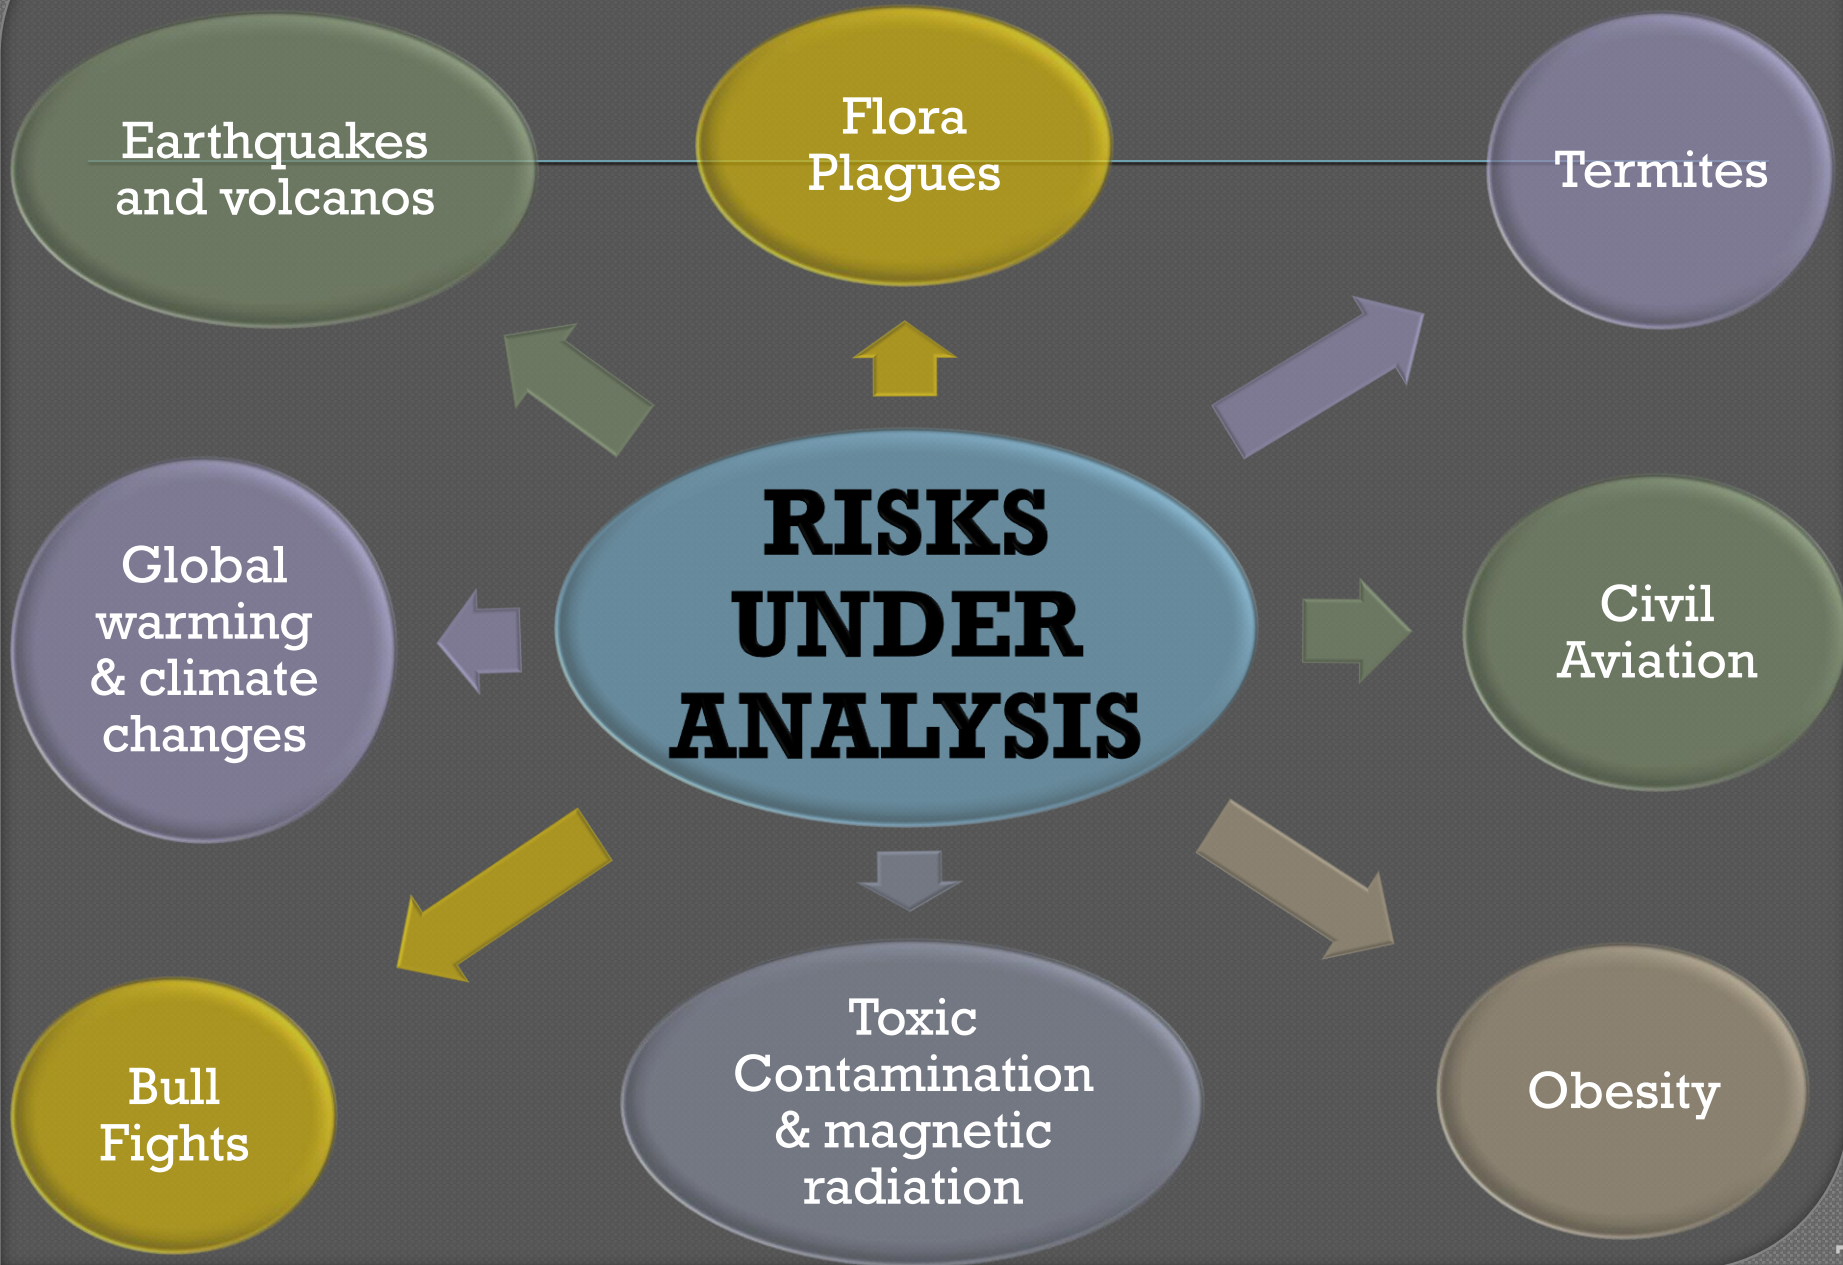 Earthquakes
and volcanos
Flora
Plagues
Termites
Global
warming
& climate
changes
RISKS
UNDER
ANALYSIS
Civil
Aviation
Bull
Fights
Toxic
Contamination
& magnetic
radiation
Obesity